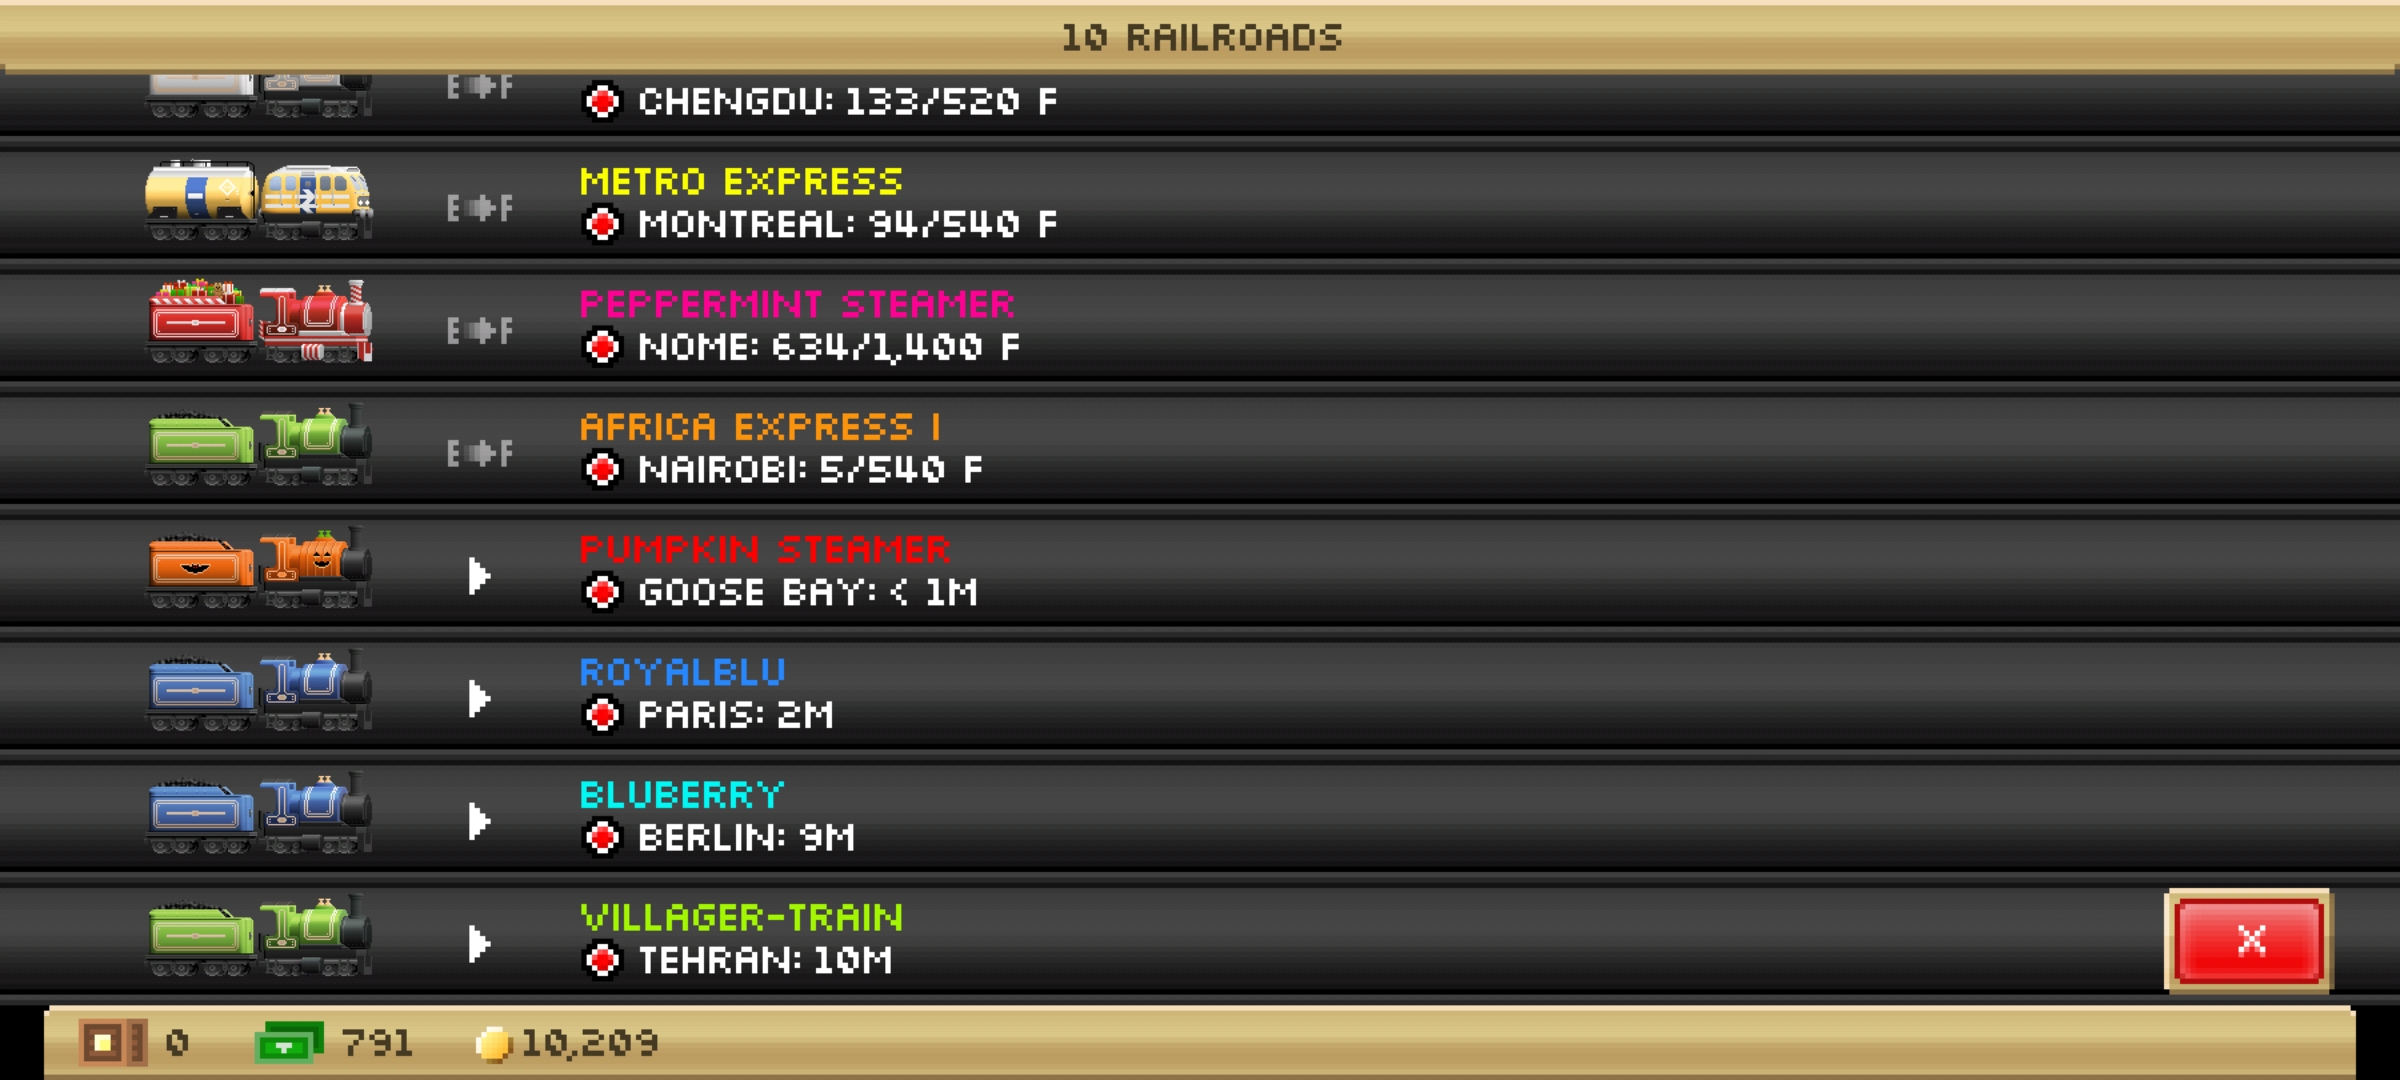 10 RAILROADS
E F
CHENGDU: 133/520 F
METRO EXPRESS
E F
MONTREAL: 94/540 F
PEPPERMINT STEAMER
E F
NOME: 634/1,400 F
AFRICA EXPRESS I
E F
NAIROBI: 5/540 F
PUMPKIN STEAMER
GOOSE BAY: < 1M
ROYALBLU
PARIS: 2M
BLUBERRY
BERLIN: 9M
VILLAGER-TRAIN
TEHRAN: 10M
X
0 791 10,209